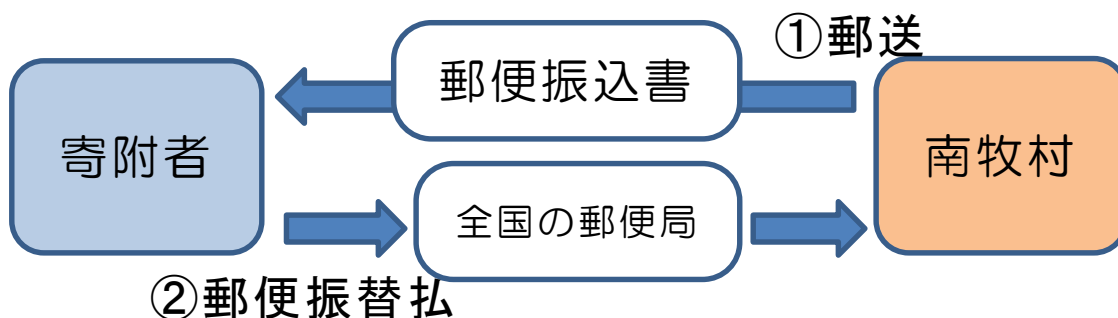 ①郵送
郵便振込書
寄附者
南牧村
全国の郵便局
②郵便振替払